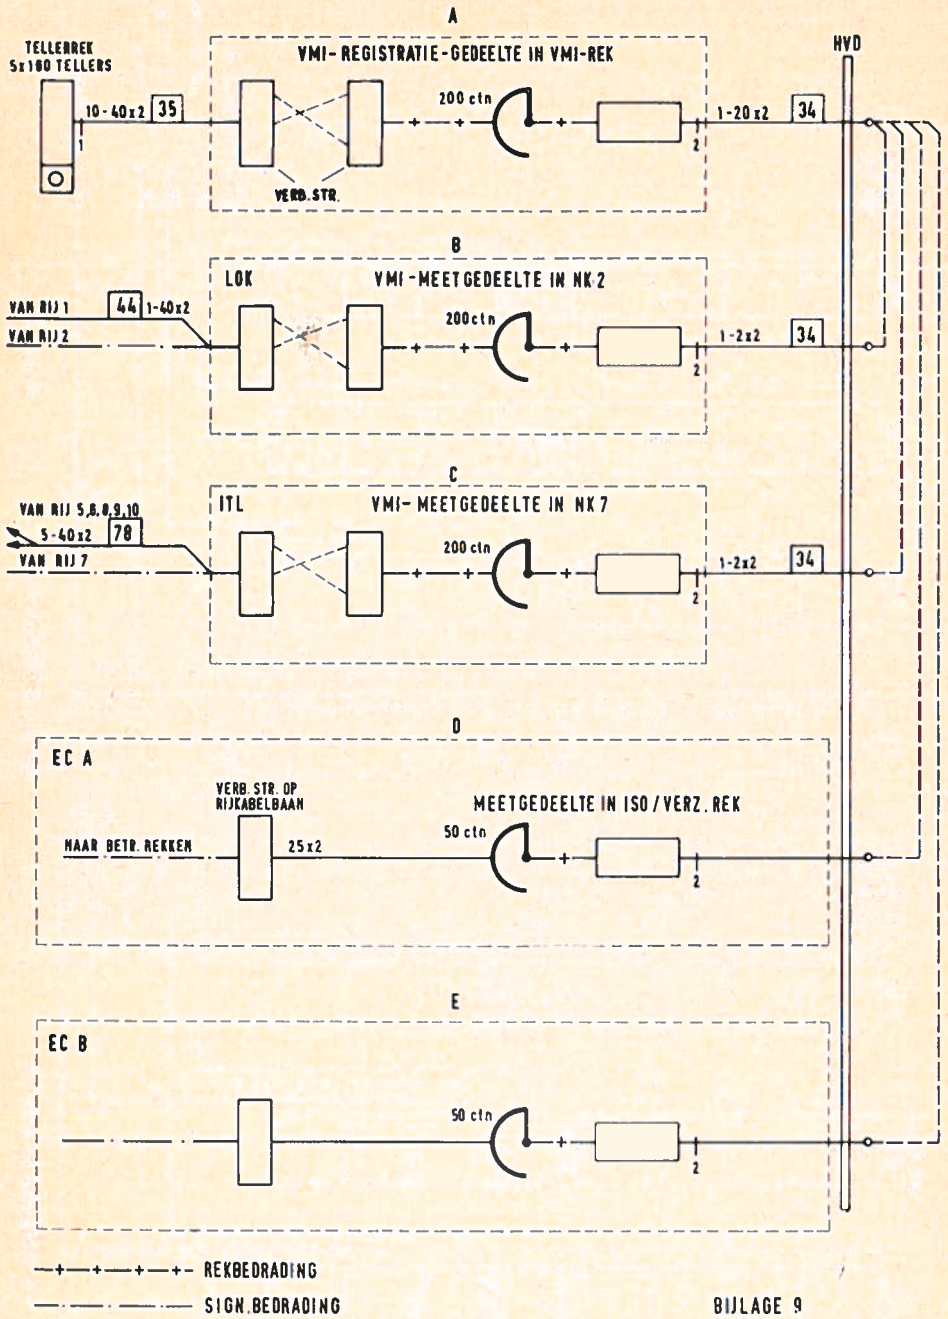 A
TELLERREK
5x100 TELLERS
VMI-REGISTRATIE-GEDEELTE IN VMI-REK
HVD
10-40x2
35
200 ctn
1-20x2
34
1
2
VERB.STR.
B
LOK
VMI-MEETGEDEELTE IN NK 2
VAN RIJ 1
44
1-40x2
VAN RIJ 2
200 ctn
1-2x2
34
2
C
ITL
VMI-MEETGEDEELTE IN NK 7
VAN RIJ 5,6,8,9,10
5-40x2
78
VAN RIJ 7
200 ctn
1-2x2
34
2
D
EC A
VERB. STR. OP
RIJKABELBAAN
MEETGEDEELTE IN ISO/VERZ. REK
NAAR BETR. REKKEN
25x2
50 ctn
2
E
EC B
50 ctn
2
REKBEDRADING
SIGN.BEDRADING
BIJLAGE 9